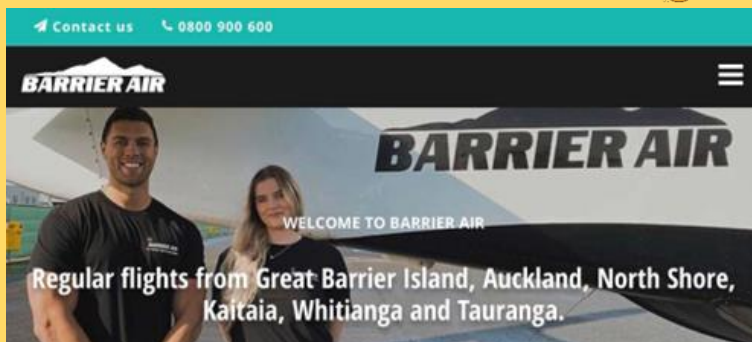 Contact us 0800 900 600
BARRIER AIR
BARRIER AIR
WELCOME TO BARRIER AIR
Regular flights from Great Barrier Island, Auckland, North Shore,
Kaitaia, Whitianga and Tauranga.